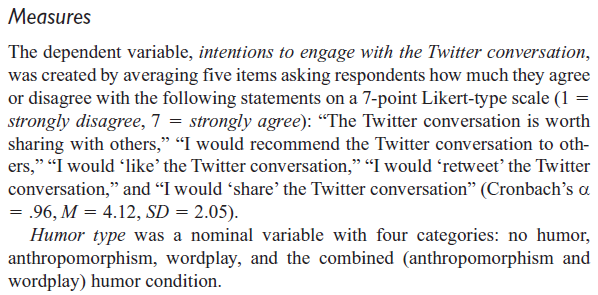 Measures
The dependent variable, intentions to engage with the Twitter conversation,
was created by averaging five items asking respondents how much they agree
or disagree with the following statements on a 7-point Likert-type scale (1 =
strongly disagree, 7 = strongly agree): “The Twitter conversation is worth
sharing with others,” “I would recommend the Twitter conversation to oth-
ers,” “I would ‘like’ the Twitter conversation,” “I would ‘retweet’ the Twitter
conversation,” and “I would ‘share’ the Twitter conversation” (Cronbach’s α
= .96, M = 4.12, SD = 2.05).
Humor type was a nominal variable with four categories: no humor,
anthropomorphism, wordplay, and the combined (anthropomorphism and
wordplay) humor condition.